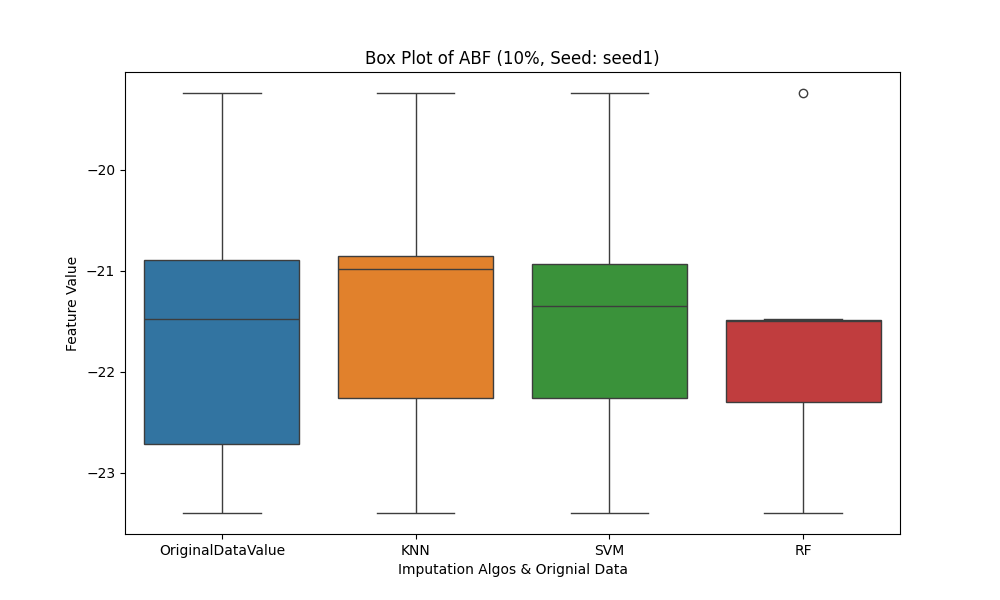 Box Plot of ABF (10%, Seed: seed1)
Feature Value
−20
−21
−22
−23
OriginalDataValue KNN SVM RF
Imputation Algos & Orignial Data